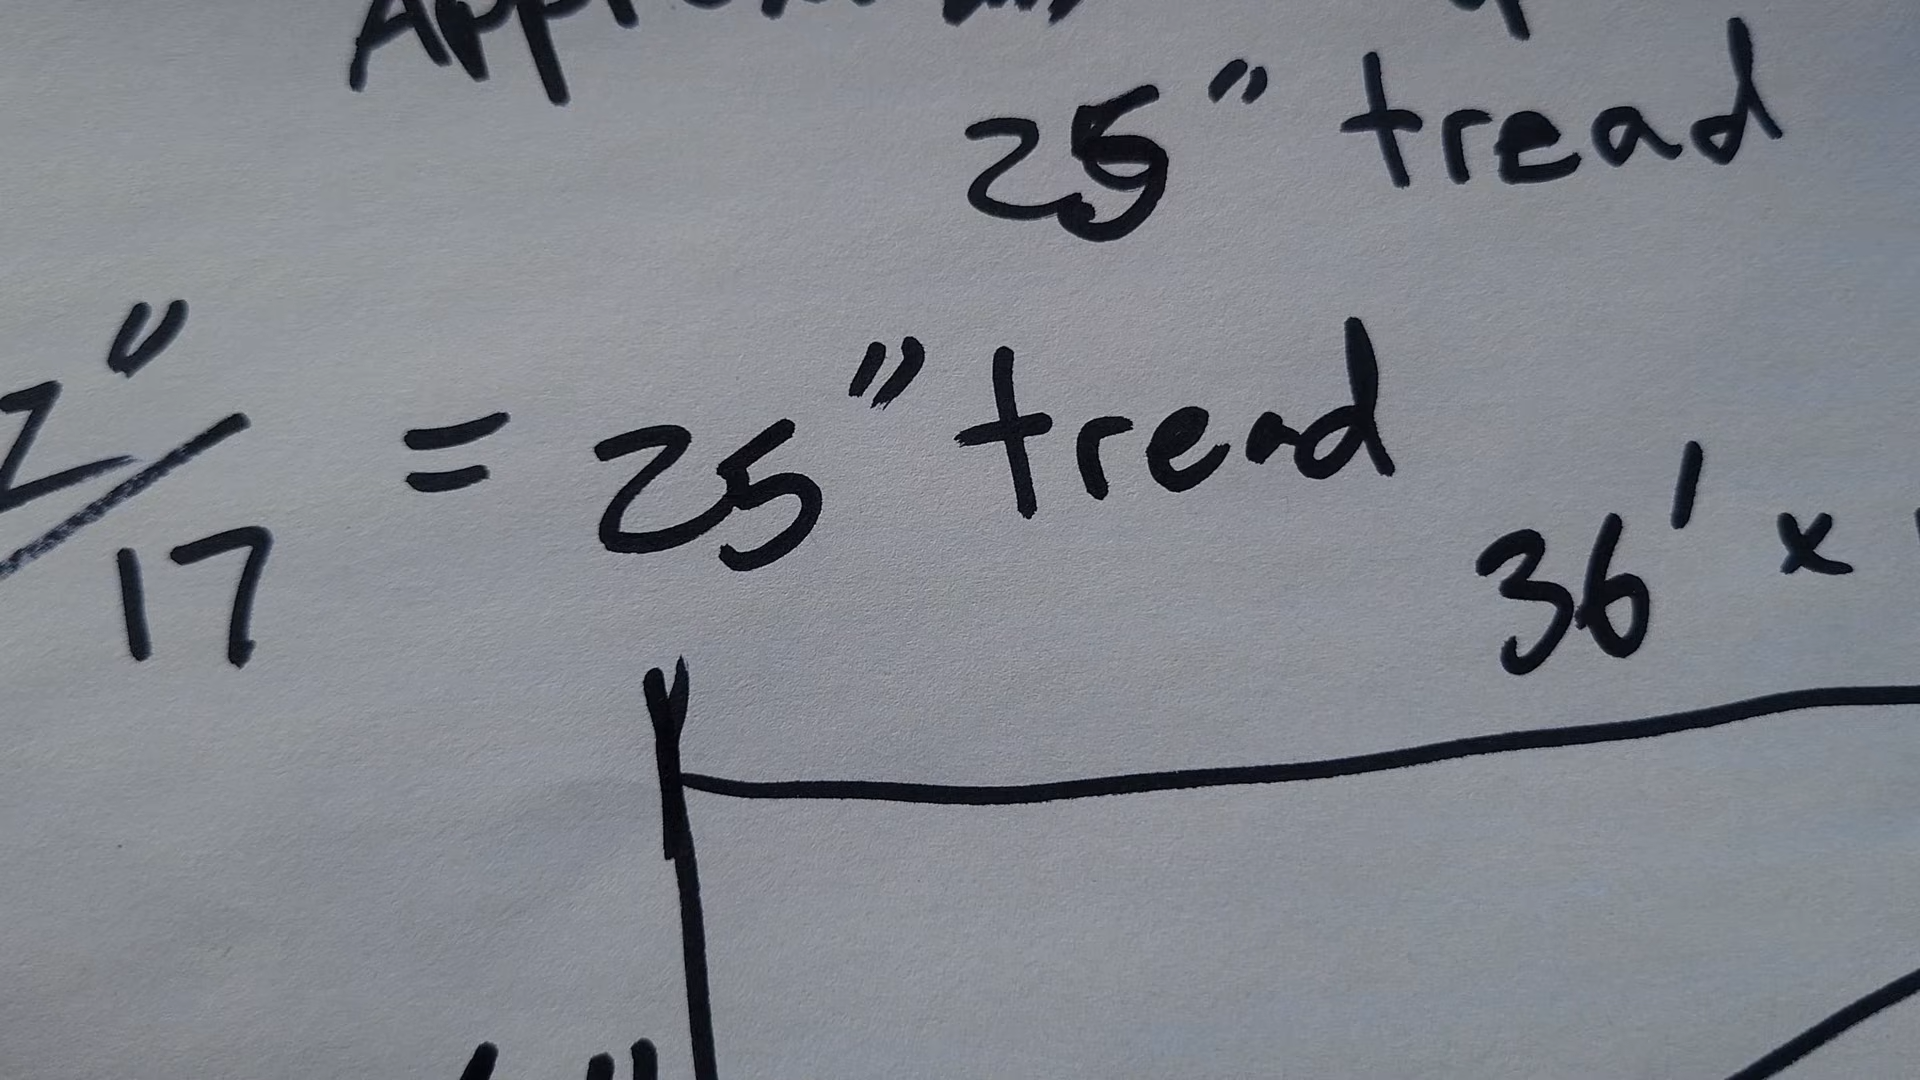 25" tread
2"/17 = 25" tread
36' x